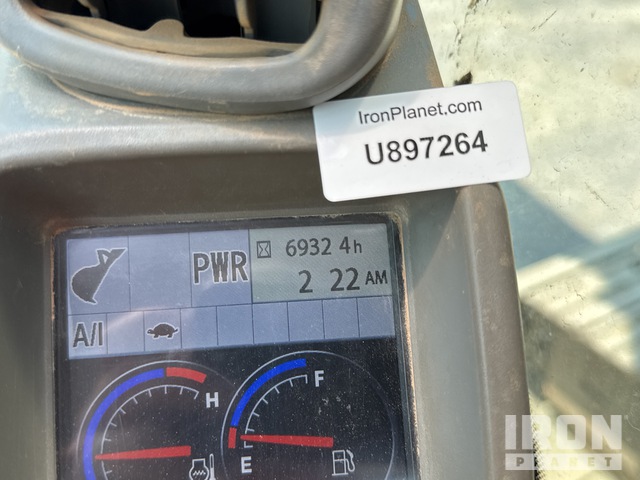 IronPlanet.com
U897264
PWR
6932 4h
2 22 AM
A/I
H
F
E
IRON
PLANET